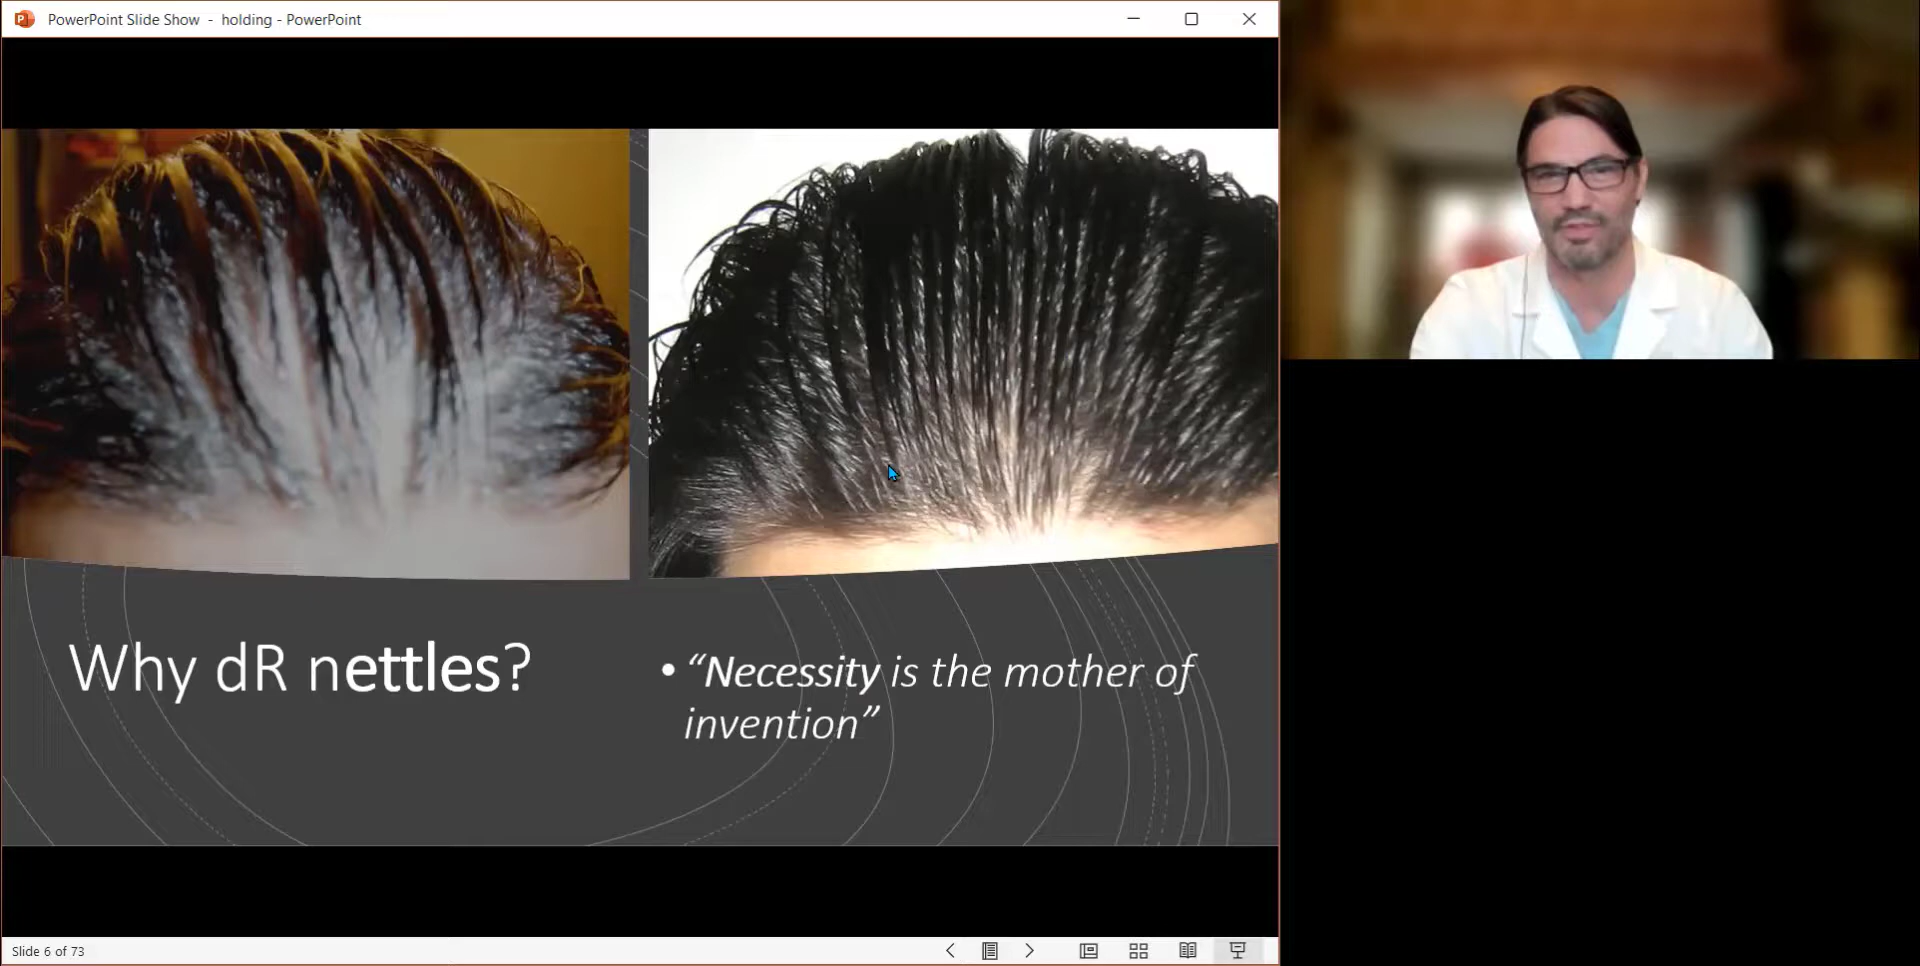 PowerPoint Slide Show - holding - PowerPoint
Why dR nettles?
• “Necessity is the mother of
invention”
Slide 6 of 73